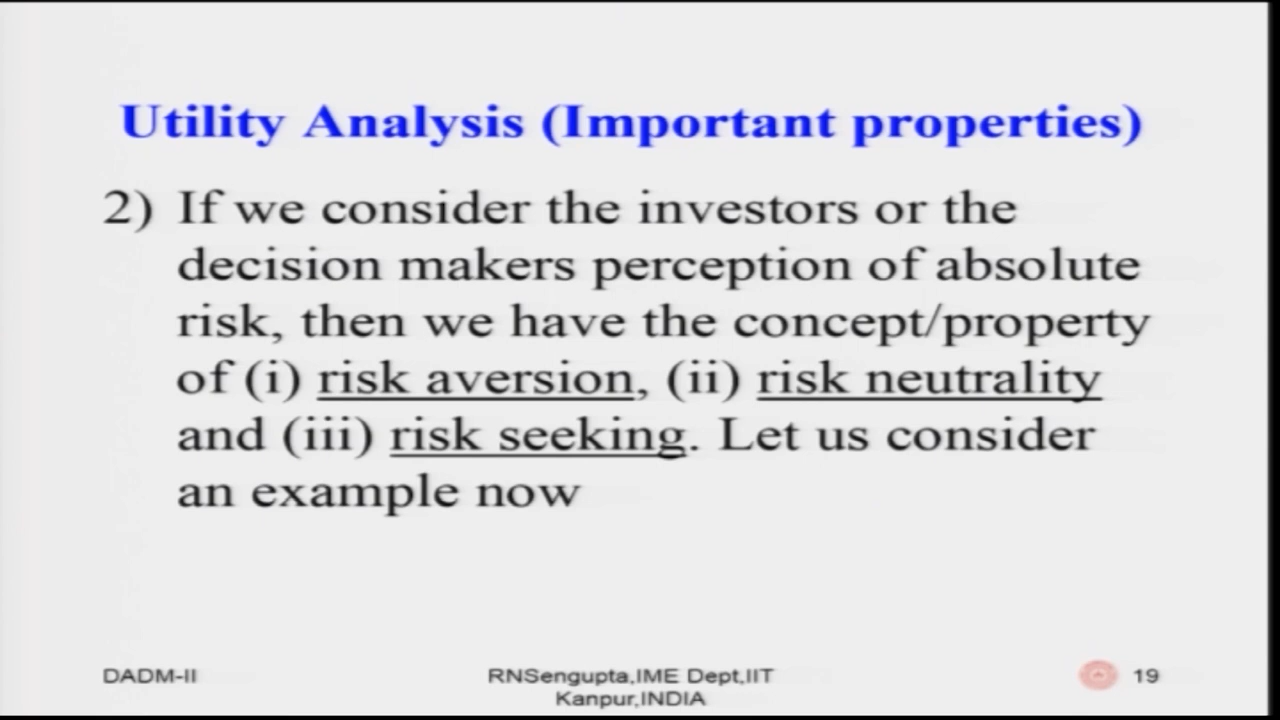 Utility Analysis (Important properties)
2) If we consider the investors or the
decision makers perception of absolute
risk, then we have the concept/property
of (i) risk aversion, (ii) risk neutrality
and (iii) risk seeking. Let us consider
an example now
DADM-II
RNSengupta,IME Dept,IIT
Kanpur,INDIA
19